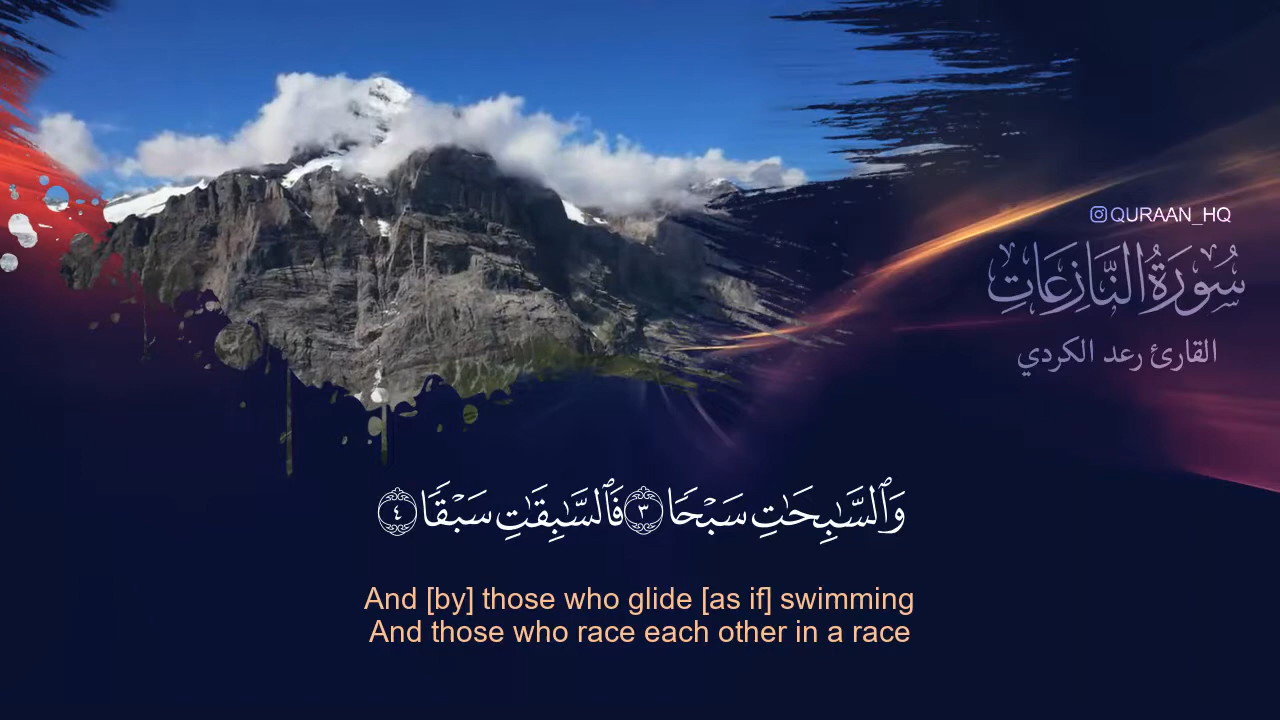 QURAAN_HQ
سُورَةُ النَّازِعَاتِ
القارئ رعد الكردي
وَٱلسَّٰبِحَٰتِ سَبۡحٗا ٣ فَٱلسَّٰبِقَٰتِ سَبۡقٗا ٤
And [by] those who glide [as if] swimming
And those who race each other in a race